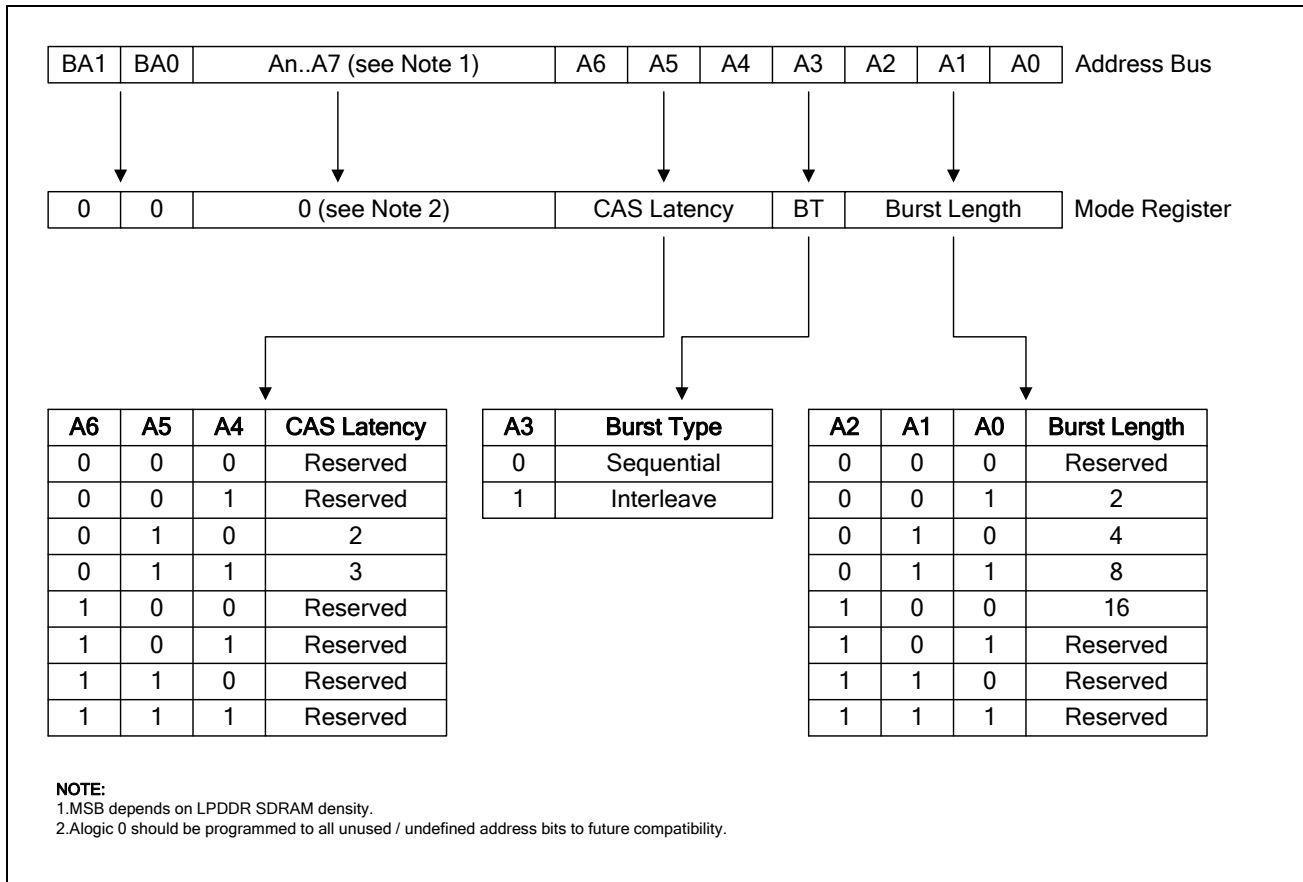 BA1 BA0 An..A7 (see Note 1) A6 A5 A4 A3 A2 A1 A0 Address Bus
0 0 0 (see Note 2) CAS Latency BT Burst Length Mode Register
A6 A5 A4 CAS Latency
0 0 0 Reserved
0 0 1 Reserved
0 1 0 2
0 1 1 3
1 0 0 Reserved
1 0 1 Reserved
1 1 0 Reserved
1 1 1 Reserved
A3 Burst Type
0 Sequential
1 Interleave
A2 A1 A0 Burst Length
0 0 0 Reserved
0 0 1 2
0 1 0 4
0 1 1 8
1 0 0 16
1 0 1 Reserved
1 1 0 Reserved
1 1 1 Reserved
NOTE:
1.MSB depends on LPDDR SDRAM density.
2.Alogic 0 should be programmed to all unused / undefined address bits to future compatibility.